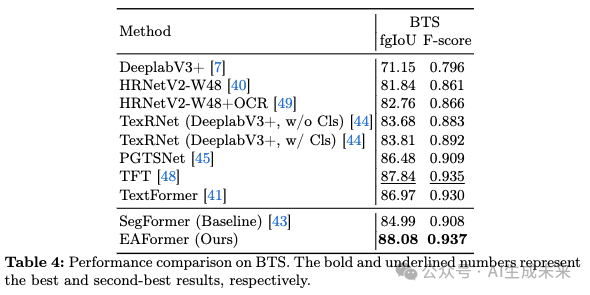 Method BTS
fgIoU F-score
DeeplabV3+ [7] 71.15 0.796
HRNetV2-W48 [40] 81.84 0.861
HRNetV2-W48+OCR [49] 82.76 0.866
TexRNet (DeeplabV3+, w/o Cls) [44] 83.68 0.883
TexRNet (DeeplabV3+, w/ Cls) [44] 83.81 0.892
PGTSNet [45] 86.48 0.909
TFT [48] 87.84 0.935
TextFormer [41] 86.97 0.930
SegFormer (Baseline) [43] 84.99 0.908
EAFormer (Ours) 88.08 0.937
Table 4: Performance comparison on BTS. The bold and underlined numbers represent
the best and second-best results, respectively.
公众号 · AI生成未来